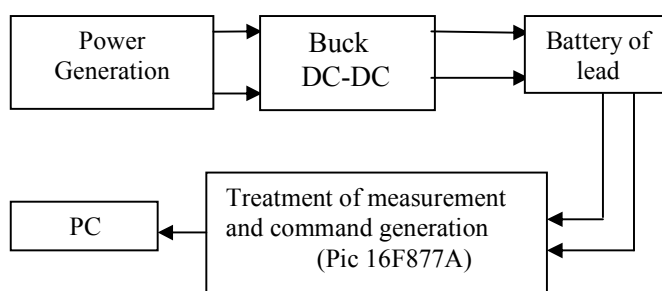 Power
Generation
Buck
DC-DC
Battery of
lead
Treatment of measurement
and command generation
(Pic 16F877A)
PC